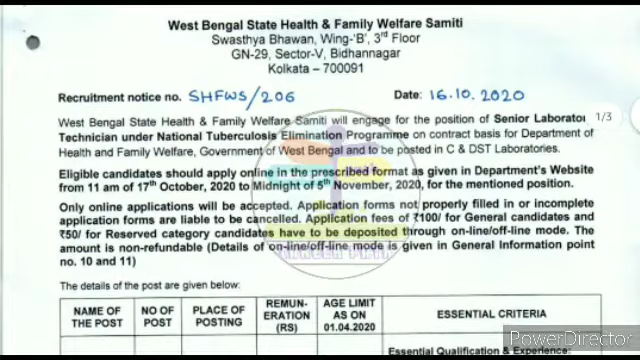 West Bengal State Health & Family Welfare Samiti
Swasthya Bhawan, Wing-'B', 3rd Floor
GN-29, Sector-V, Bidhannagar
Kolkata – 700091
Recruitment notice no. SHFWS/206 Date: 16.10.2020
West Bengal State Health & Family Welfare Samiti will engage for the position of Senior Laborator 1/3
Technician under National Tuberculosis Elimination Programme on contract basis for Department of
Health and Family Welfare, Government of West Bengal and to be posted in C & DST Laboratories.
Eligible candidates should apply online in the prescribed format as given in Department's Website
from 11 am of 17th October, 2020 to Midnight of 5th November, 2020, for the mentioned position.
Only online applications will be accepted. Application forms not properly filled in or incomplete
application forms are liable to be cancelled. Application fees of ₹100/ for General candidates and
₹50/ for Reserved category candidates have to be deposited through on-line/off-line mode. The
amount is non-refundable (Details of on-line/off-line mode is given in General Information point
no. 10 and 11)
The details of the post are given below:
NAME OF THE POST NO OF POST PLACE OF POSTING REMUN-ERATION (RS) AGE LIMIT AS ON 01.04.2020 ESSENTIAL CRITERIA
Essential Qualification & Experience:
PowerDirector